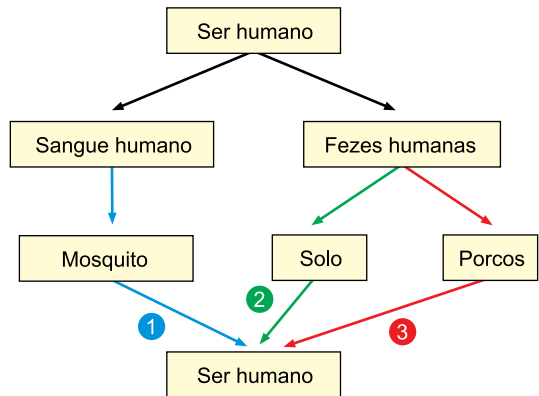 Ser humano
Sangue humano
Fezes humanas
Mosquito
Solo
Porcos
1
2
3
Ser humano